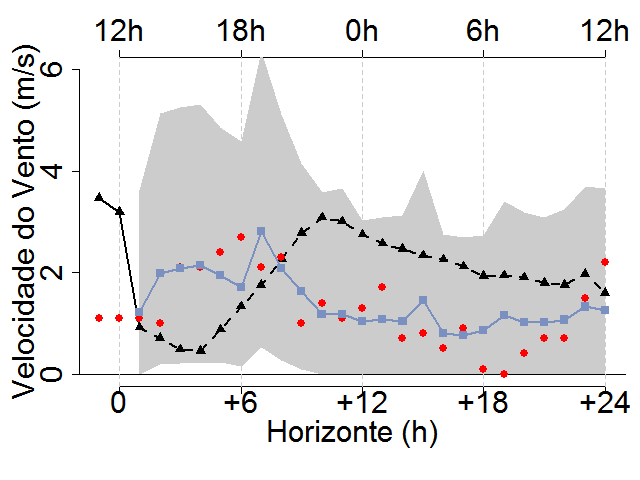 12h 18h 0h 6h 12h
Velocidade do Vento (m/s)
6
4
2
0
0 +6 +12 +18 +24
Horizonte (h)